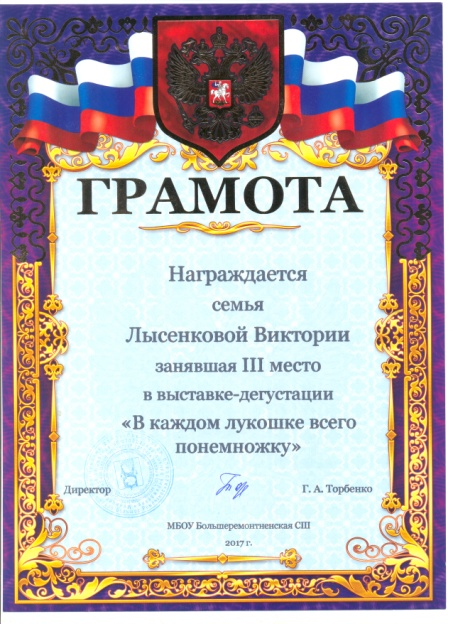 ГРАМОТА
Награждается
семья
Лысенковой Виктории
занявшая III место
в выставке-дегустации
«В каждом лукошке всего
понемножку»
Директор Г. А. Торбенко
МБОУ Большеремонтненская СШ
2017 г.